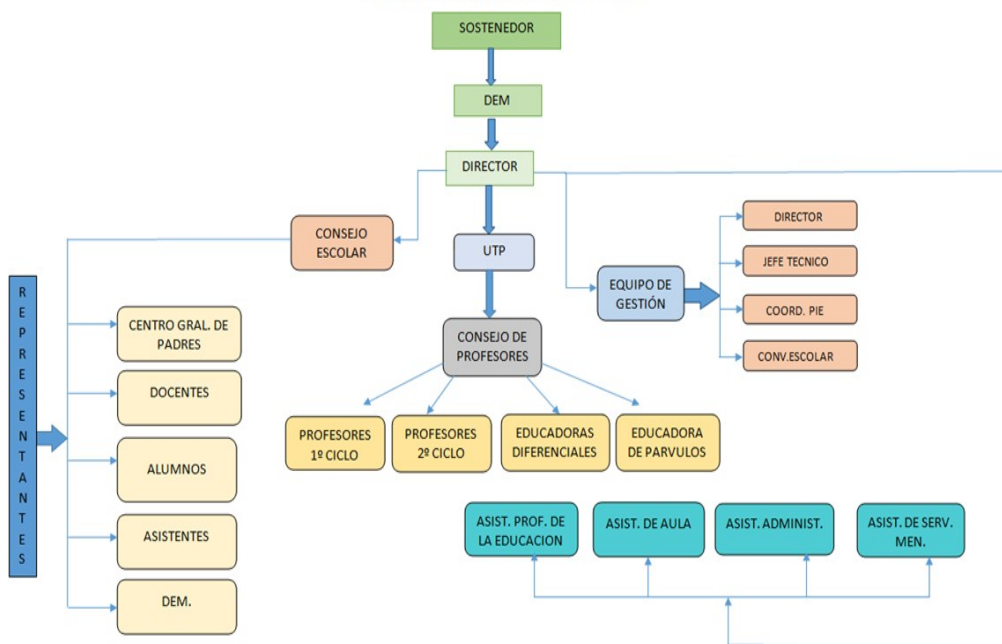 SOSTENEDOR
DEM
DIRECTOR
CONSEJO
ESCOLAR
UTP
EQUIPO DE
GESTIÓN
DIRECTOR
JEFE TECNICO
COORD. PIE
CONV.ESCOLAR
REPRESENTANTES
CENTRO GRAL. DE
PADRES
DOCENTES
ALUMNOS
ASISTENTES
DEM.
CONSEJO DE
PROFESORES
PROFESORES
1º CICLO
PROFESORES
2º CICLO
EDUCADORAS
DIFERENCIALES
EDUCADORA
DE PARVULOS
ASIST. PROF. DE
LA EDUCACION
ASIST. DE AULA
ASIST. ADMINIST.
ASIST. DE SERV.
MEN.